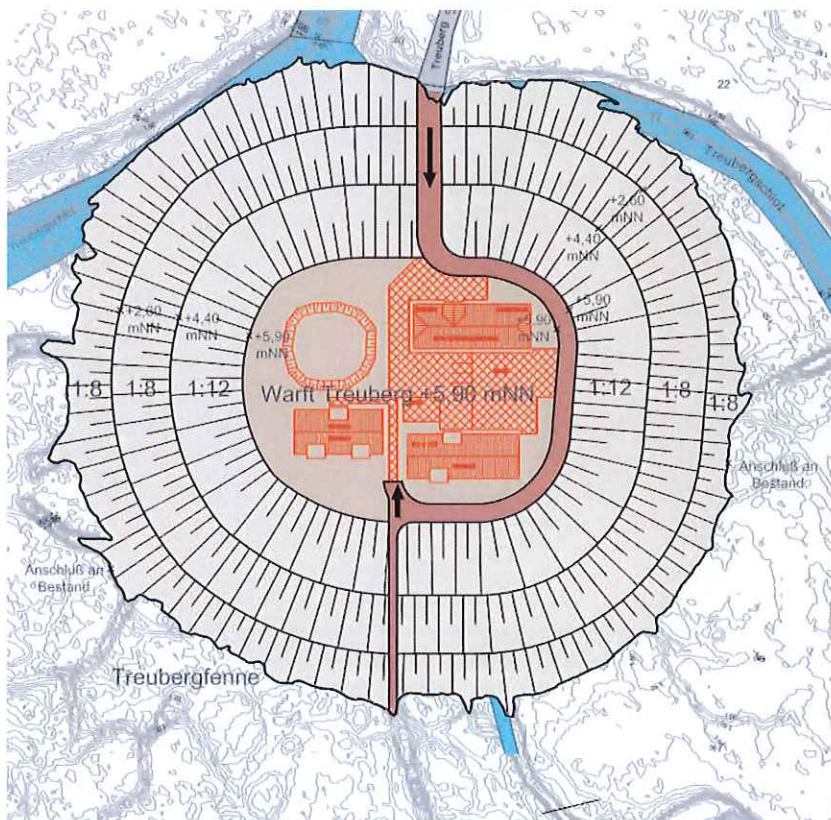 Treuberg
22
Treubergschlot
+2,60
mNN
+4,40
mNN
+5,90
mNN
+2,60
mNN
+4,40
mNN
+5,90
mNN
+5,90
mNN
1:8
1:8
1:12
Warft Treuberg +5,90 mNN
1:12
1:8
1:8
Anschluß an
Bestand
Anschluß an
Bestand
Treubergfenne